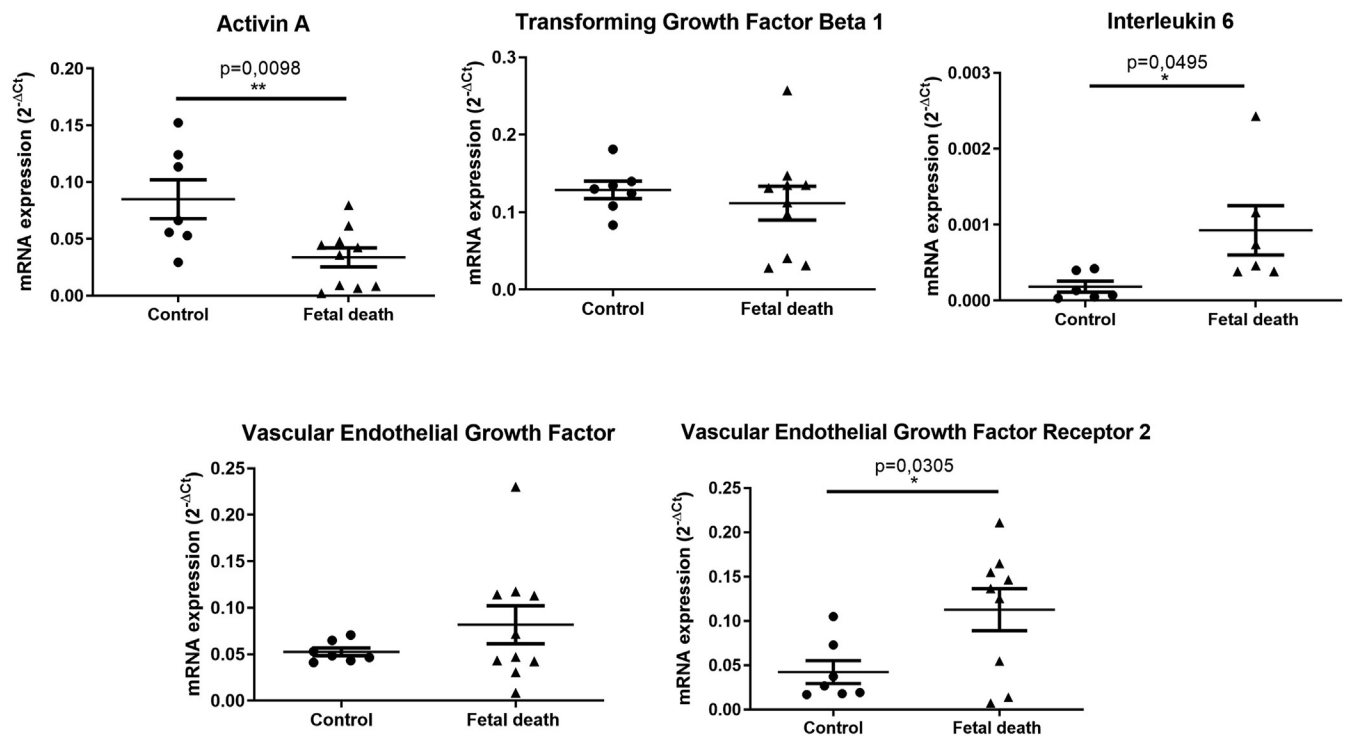 Activin A
mRNA expression (2-ΔCt)
0.20
0.15
0.10
0.05
0.00
p=0,0098
**
Control
Fetal death
Transforming Growth Factor Beta 1
mRNA expression (2-ΔCt)
0.3
0.2
0.1
0.0
Control
Fetal death
Interleukin 6
mRNA expression (2-ΔCt)
0.003
0.002
0.001
0.000
p=0,0495
*
Control
Fetal death
Vascular Endothelial Growth Factor
mRNA expression (2-ΔCt)
0.25
0.20
0.15
0.10
0.05
0.00
Control
Fetal death
Vascular Endothelial Growth Factor Receptor 2
mRNA expression (2-ΔCt)
0.25
0.20
0.15
0.10
0.05
0.00
p=0,0305
*
Control
Fetal death